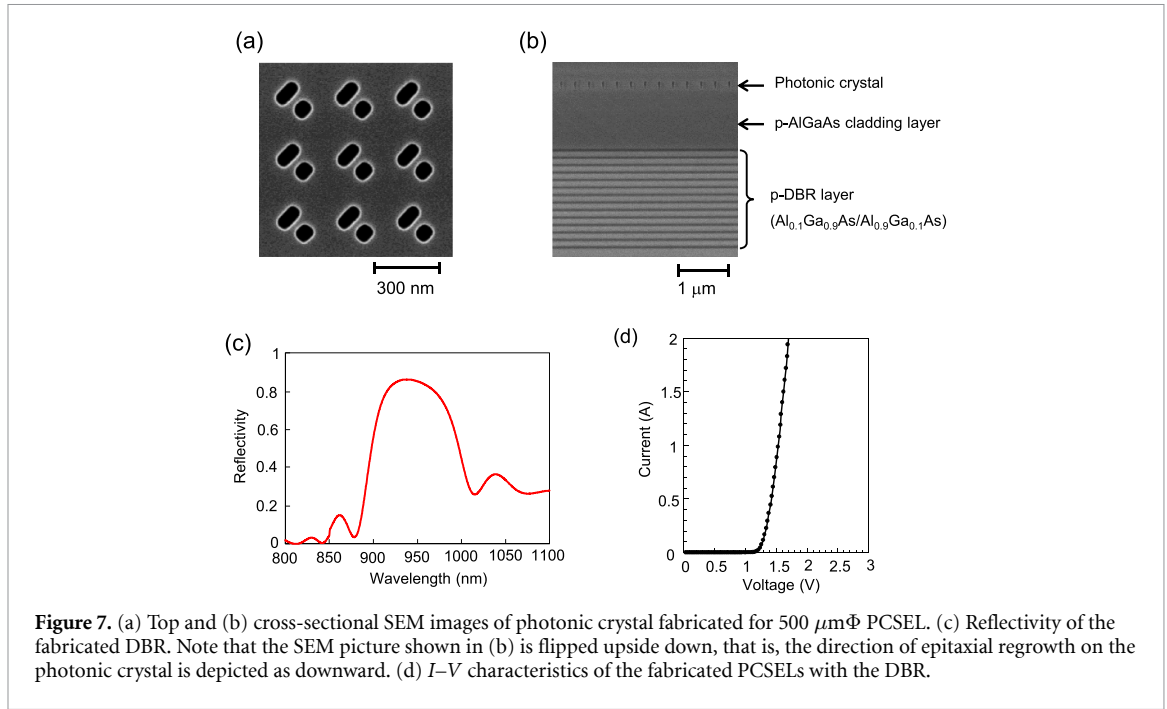 (a)
300 nm
(b)
Photonic crystal
p-AlGaAs cladding layer
p-DBR layer
(Al₀.₁Ga₀.₉As/Al₀.₉Ga₀.₁As)
1 μm
(c)
1
0.8
0.6
0.4
0.2
0
Reflectivity
800 850 900 950 1000 1050 1100
Wavelength (nm)
(d)
2
1.5
1
0.5
0
Current (A)
0 0.5 1 1.5 2 2.5 3
Voltage (V)
Figure 7. (a) Top and (b) cross-sectional SEM images of photonic crystal fabricated for 500 μmΦ PCSEL. (c) Reflectivity of the
fabricated DBR. Note that the SEM picture shown in (b) is flipped upside down, that is, the direction of epitaxial regrowth on the
photonic crystal is depicted as downward. (d) I–V characteristics of the fabricated PCSELs with the DBR.